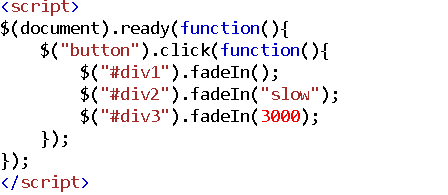 <script>
$(document).ready(function(){
    $("button").click(function(){
        $("#div1").fadeIn();
        $("#div2").fadeIn("slow");
        $("#div3").fadeIn(3000);
    });
});
</script>